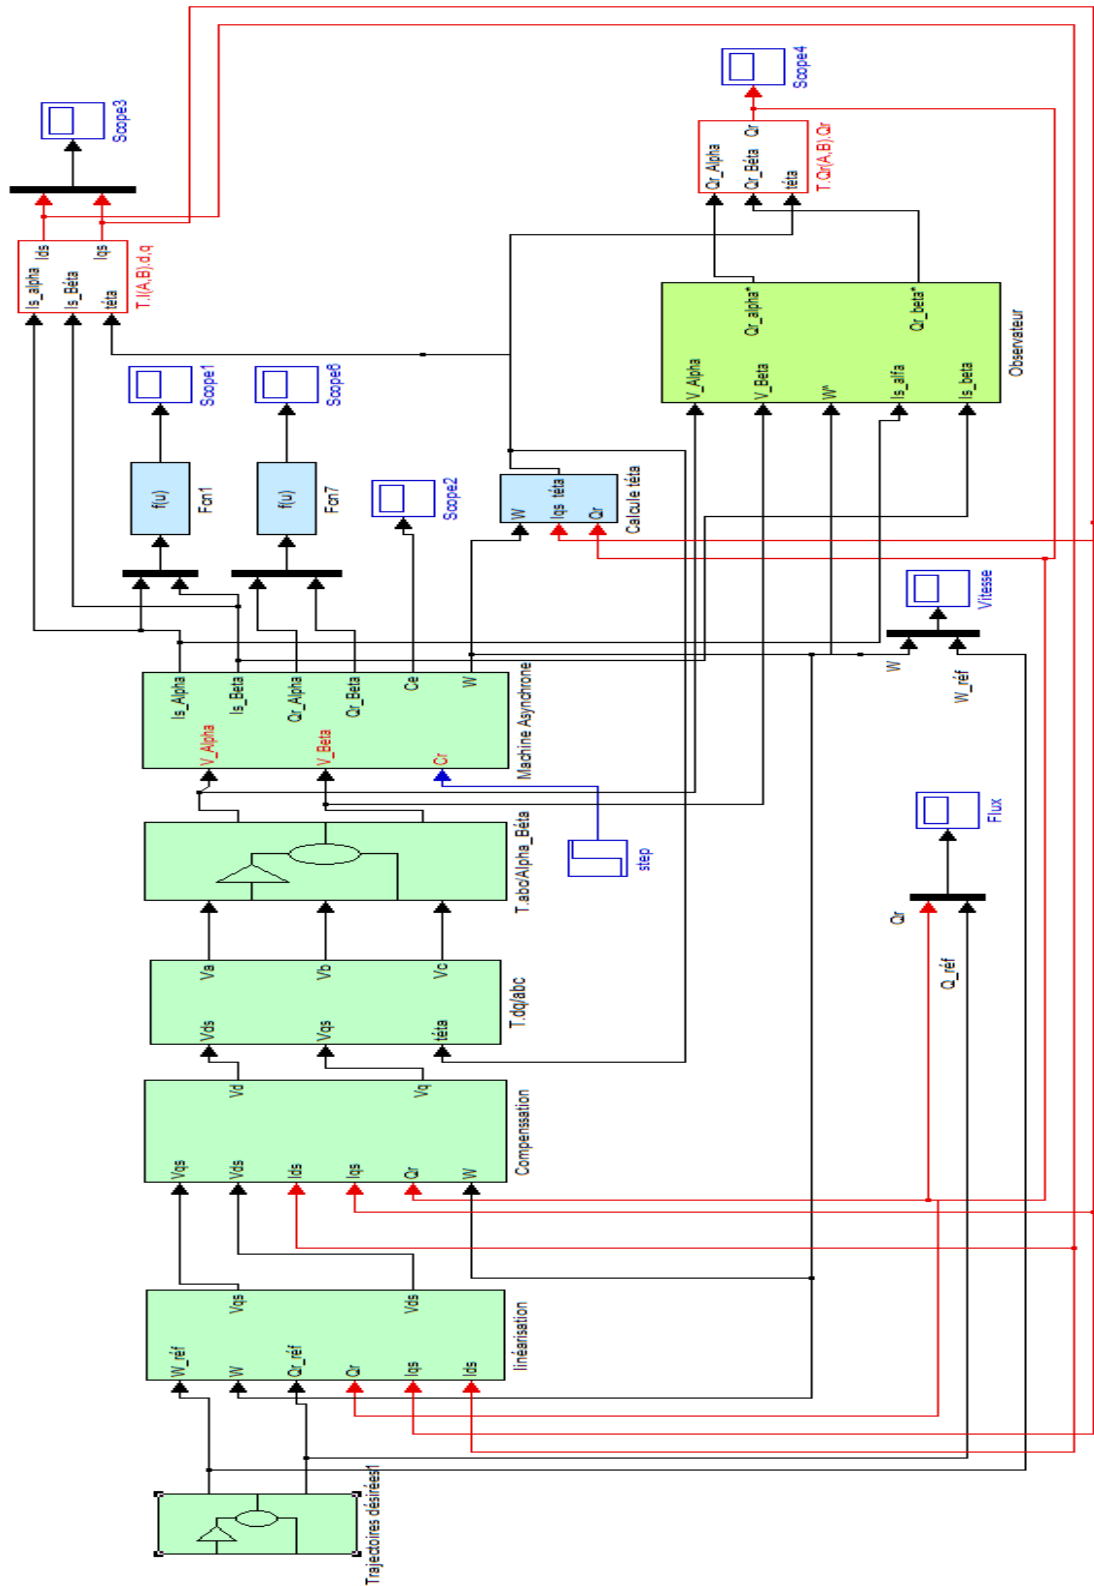 Trajectoires désirées1
W_réf
W
Qr_réf
Qr
Iqs
Ids
Vqs
Vds
linéarisation
Vqs
Vds
Ids
Iqs
Qr
W
Vd
Vq
Compenssation
Vds
Vqs
téta
Va
Vb
Vc
T.dq/abc
T.abc/Alpha_Béta
step
V_Alpha
V_Beta
Cr
Is_Alpha
Is_Beta
Qr_Alpha
Qr_Beta
Ce
W
Machine Asynchrone
f(u)
Fcn1
Scope1
f(u)
Fcn7
Scope6
Scope2
W
Iqs
Qr
téta
Calcule téta
Is_alpha
Is_Béta
téta
Ids
Iqs
T.I(A,B).d,q
Scope3
V_Alpha
V_Beta
W^
Is_alfa
Is_beta
Qr_alpha*
Qr_beta*
Observateur
Qr_Alpha
Qr_Béta
téta
Qr
T.Qr(A,B).Qr
Scope4
W
W_réf
Vitesse
Qr
Q_réf
Flux